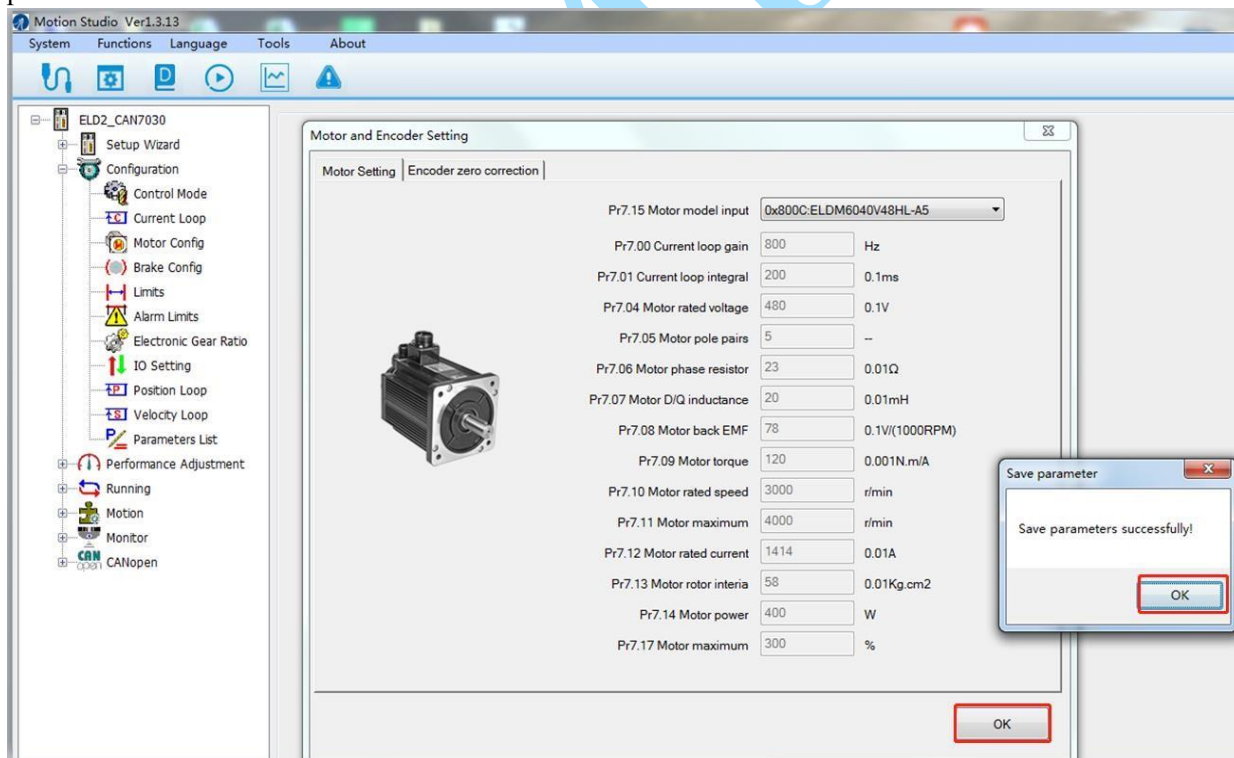 Motion Studio Ver1.3.13
System Functions Language Tools About
D
ELD2_CAN7030
Setup Wizard
Configuration
Control Mode
C Current Loop
Motor Config
Brake Config
Limits
Alarm Limits
Electronic Gear Ratio
IO Setting
P Position Loop
S Velocity Loop
P Parameters List
Performance Adjustment
Running
Motion
Monitor
CAN open CANopen
Motor and Encoder Setting
Motor Setting Encoder zero correction
Pr7.15 Motor model input 0x800C:ELDM6040V48HL-A5
Pr7.00 Current loop gain 800 Hz
Pr7.01 Current loop integral 200 0.1ms
Pr7.04 Motor rated voltage 480 0.1V
Pr7.05 Motor pole pairs 5 --
Pr7.06 Motor phase resistor 23 0.01Ω
Pr7.07 Motor D/Q inductance 20 0.01mH
Pr7.08 Motor back EMF 78 0.1V/(1000RPM)
Pr7.09 Motor torque 120 0.001N.m/A
Pr7.10 Motor rated speed 3000 r/min
Pr7.11 Motor maximum 4000 r/min
Pr7.12 Motor rated current 1414 0.01A
Pr7.13 Motor rotor interia 58 0.01Kg.cm2
Pr7.14 Motor power 400 W
Pr7.17 Motor maximum 300 %
OK
Save parameter
Save parameters successfully!
OK